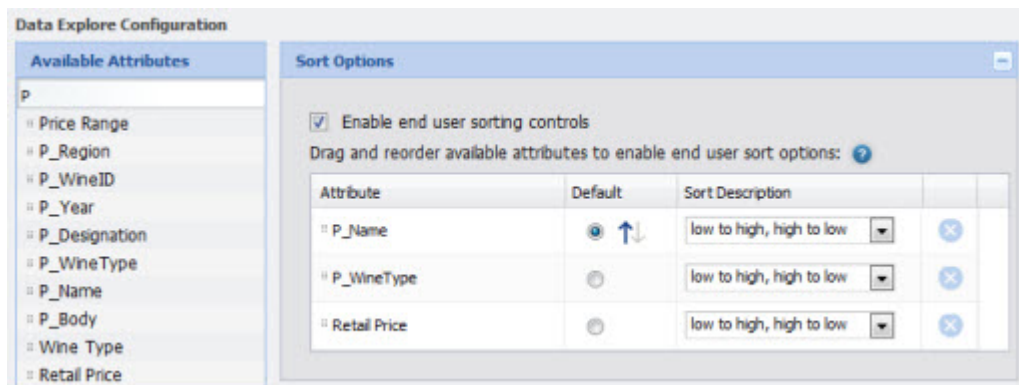 Data Explore Configuration
Available Attributes
P
Price Range
P_Region
P_WineID
P_Year
P_Designation
P_WineType
P_Name
P_Body
Wine Type
Retail Price
Sort Options
Enable end user sorting controls
Drag and reorder available attributes to enable end user sort options: ?
Attribute Default Sort Description
P_Name low to high, high to low
P_WineType low to high, high to low
Retail Price low to high, high to low